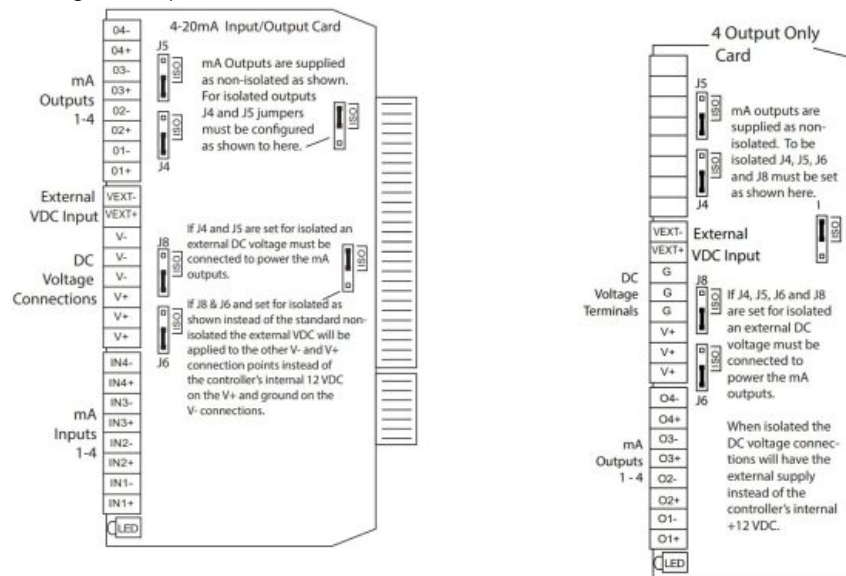 4-20mA Input/Output Card
04-
04+
03-
03+
02-
02+
01-
01+
mA
Outputs
1-4
J5
ISO
ISO
J4
mA Outputs are supplied
as non-isolated as shown.
For isolated outputs
J4 and J5 jumpers
must be configured
as shown to here.
ISO
External
VDC Input
VEXT-
VEXT+
V-
V-
V-
V+
V+
V+
DC
Voltage
Connections
If J4 and J5 are set for isolated an
external DC voltage must be
connected to power the mA
outputs.
J8
ISO
ISO
J6
ISO
If J8 & J6 and set for isolated as
shown instead of the standard non-
isolated the external VDC will be
applied to the other V- and V+
connection points instead of
the controller's internal 12 VDC
on the V+ and ground on the
V- connections.
mA
Inputs
1-4
IN4-
IN4+
IN3-
IN3+
IN2-
IN2+
IN1-
IN1+
LED
4 Output Only
Card
J5
ISO
ISO
J4
mA outputs are
supplied as non-
isolated. To be
isolated J4, J5, J6
and J8 must be set
as shown here.
ISO
VEXT-
VEXT+
External
VDC Input
DC
Voltage
Terminals
G
G
G
V+
V+
V+
J8
ISO
ISO
J6
If J4, J5, J6 and J8
are set for isolated
an external DC
voltage must be
connected to
power the mA
outputs.
mA
Outputs
1 - 4
O4-
O4+
O3-
O3+
O2-
O2+
O1-
O1+
LED
When isolated the
DC voltage connec-
tions will have the
external supply
instead of the
controller's internal
+12 VDC.